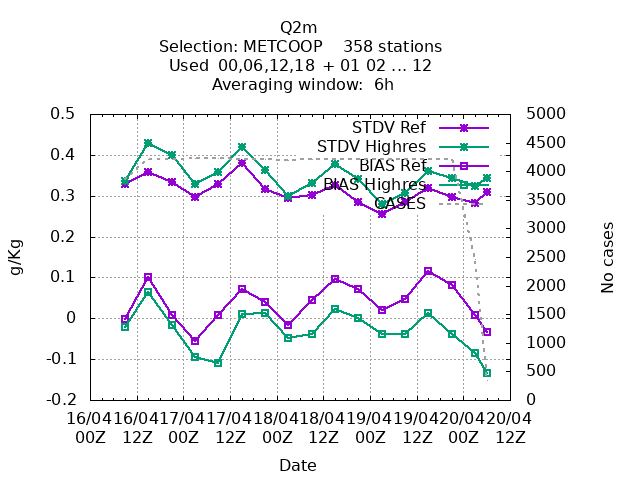 Q2m
Selection: METCOOP 358 stations
Used 00,06,12,18 + 01 02 ... 12
Averaging window: 6h
0.5
0.4
0.3
0.2
0.1
0
-0.1
-0.2
g/Kg
STDV Ref
STDV Highres
BIAS Ref
BIAS Highres
CASES
5000
4500
4000
3500
3000
2500
2000
1500
1000
500
0
No cases
16/04 16/04 17/04 17/04 18/04 18/04 19/04 19/04 20/04 20/04
00Z 12Z 00Z 12Z 00Z 12Z 00Z 12Z 00Z 12Z
Date